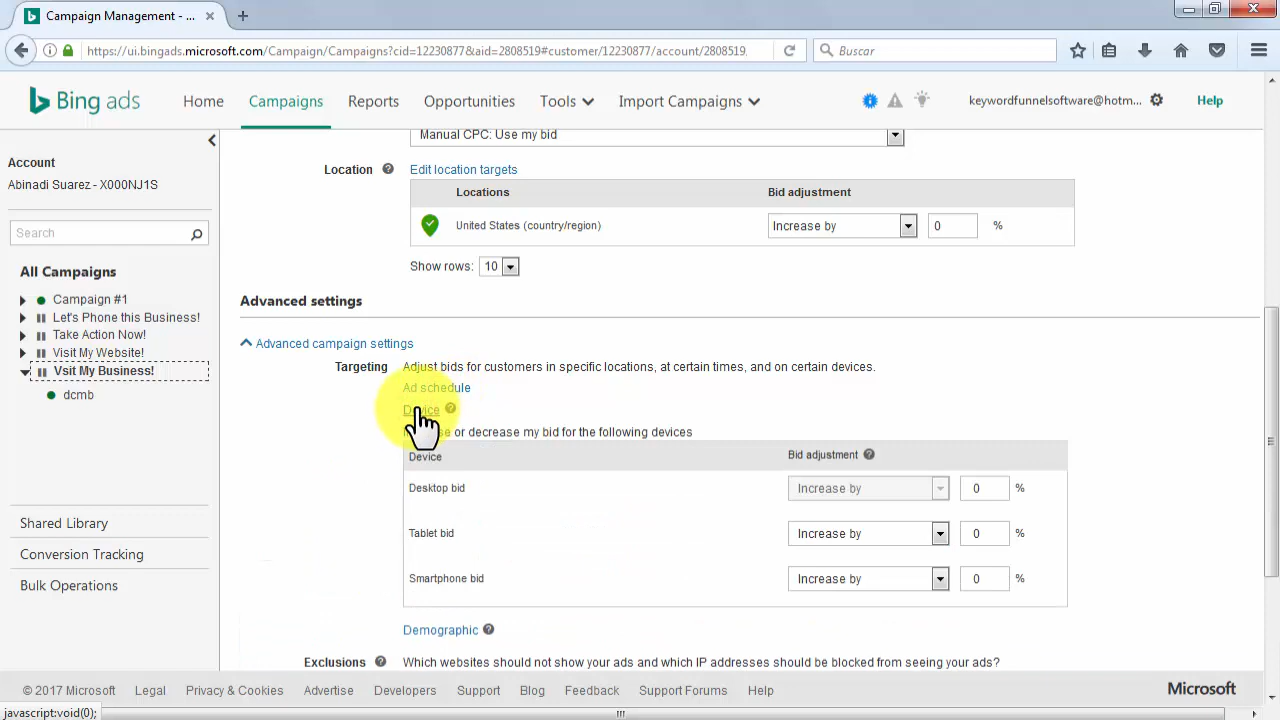 Campaign Management - ...
https://ui.bingads.microsoft.com/Campaign/Campaigns?cid=12230877&aid=2808519#customer/12230877/account/2808519
Buscar
Bing ads
Home
Campaigns
Reports
Opportunities
Tools
Import Campaigns
keywordfunnelsoftware@hotm...
Help
Account
Abinadi Suarez - X000NJ1S
Search
All Campaigns
Campaign #1
Let's Phone this Business!
Take Action Now!
Visit My Website!
Vsit My Business!
dcmb
Shared Library
Conversion Tracking
Bulk Operations
Manual CPC: Use my bid
Location
Edit location targets
Locations Bid adjustment
United States (country/region) Increase by 0 %
Show rows: 10
Advanced settings
Advanced campaign settings
Targeting Adjust bids for customers in specific locations, at certain times, and on certain devices.
Ad schedule
Device
or decrease my bid for the following devices
Device Bid adjustment
Desktop bid Increase by 0 %
Tablet bid Increase by 0 %
Smartphone bid Increase by 0 %
Demographic
Exclusions Which websites should not show your ads and which IP addresses should be blocked from seeing your ads?
© 2017 Microsoft Legal Privacy & Cookies Advertise Developers Support Blog Feedback Support Forums Help Microsoft
javascript:void(0);